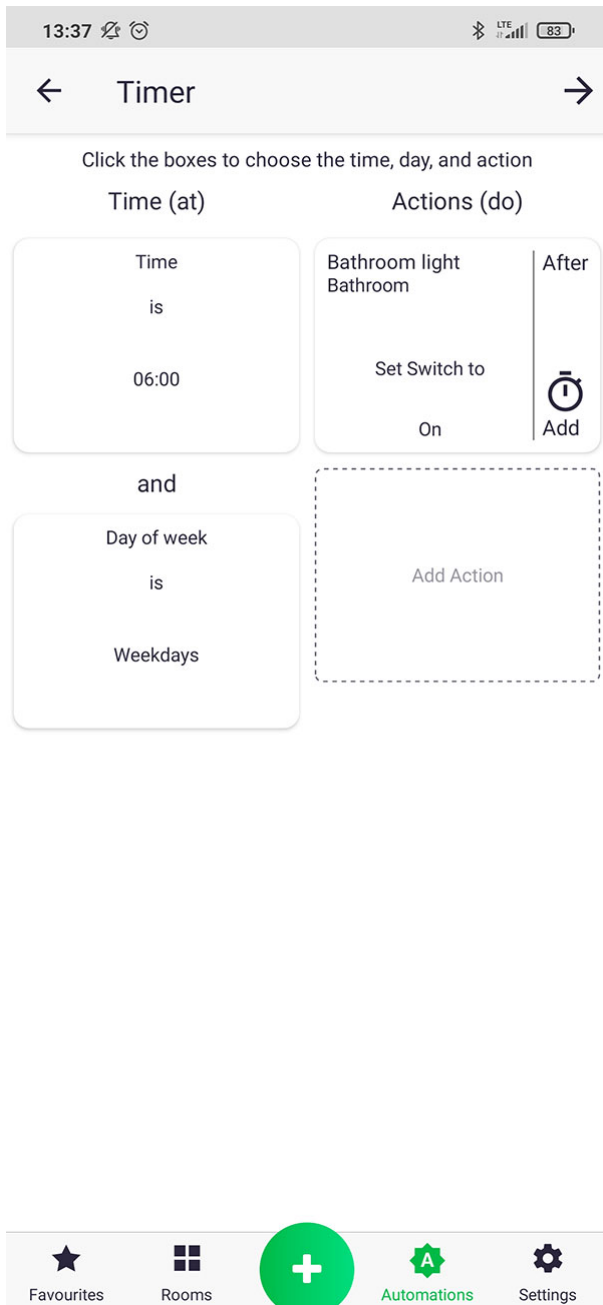 13:37
LTE
83
Timer
Click the boxes to choose the time, day, and action
Time (at)
Actions (do)
Time
is
06:00
Bathroom light
Bathroom
Set Switch to
On
After
Add
and
Day of week
is
Weekdays
Add Action
Favourites
Rooms
A
Automations
Settings